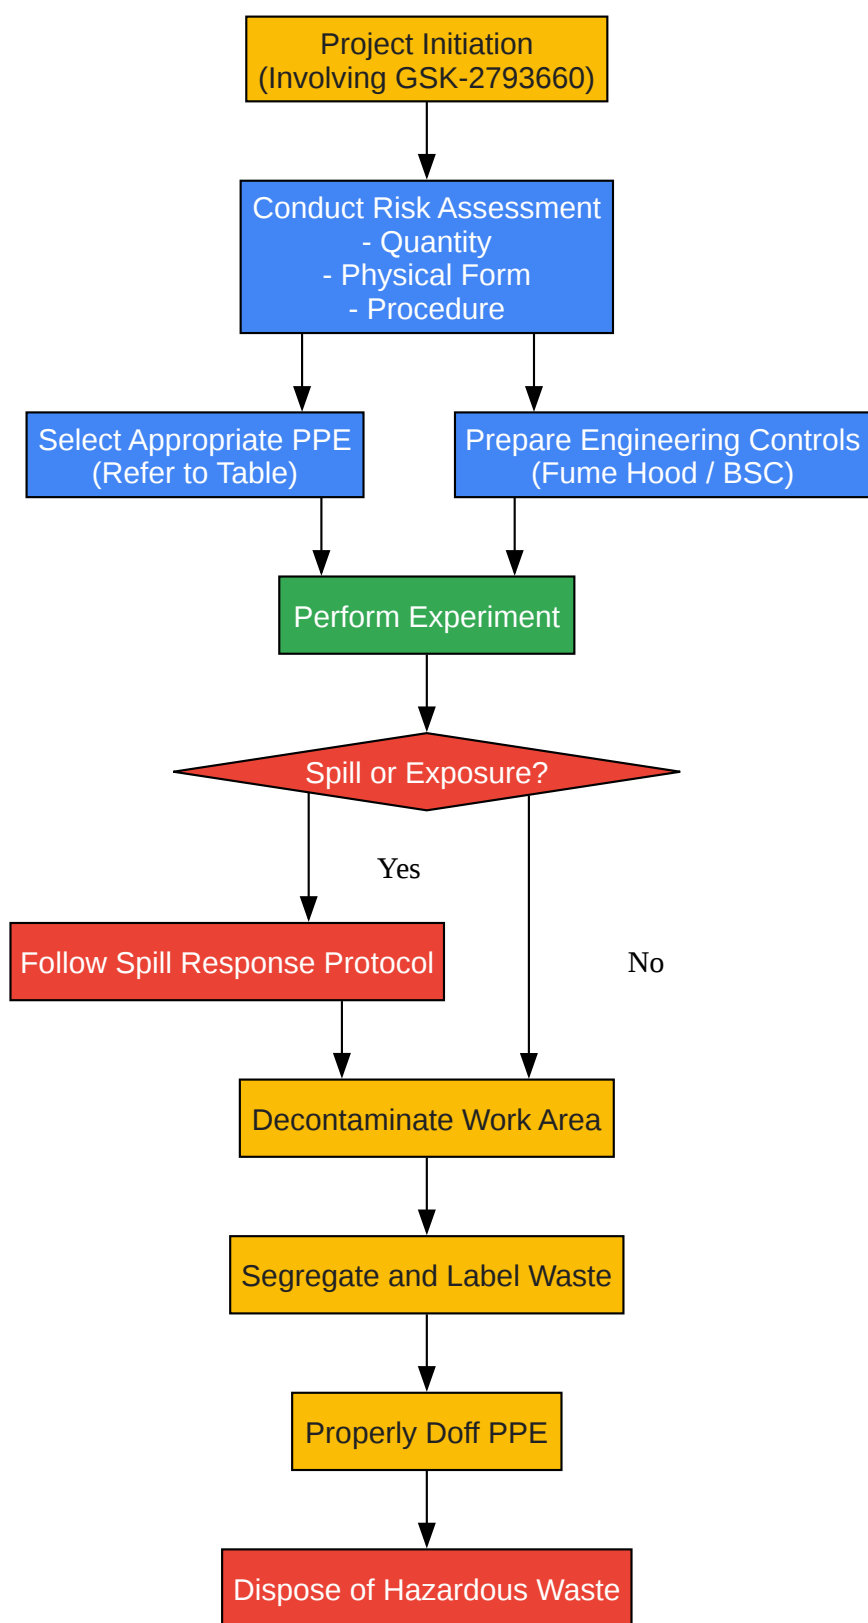 Project Initiation
(Involving GSK-2793660)
Conduct Risk Assessment
- Quantity
- Physical Form
- Procedure
Select Appropriate PPE
(Refer to Table)
Prepare Engineering Controls
(Fume Hood / BSC)
Perform Experiment
Spill or Exposure?
Yes
Follow Spill Response Protocol
No
Decontaminate Work Area
Segregate and Label Waste
Properly Doff PPE
Dispose of Hazardous Waste